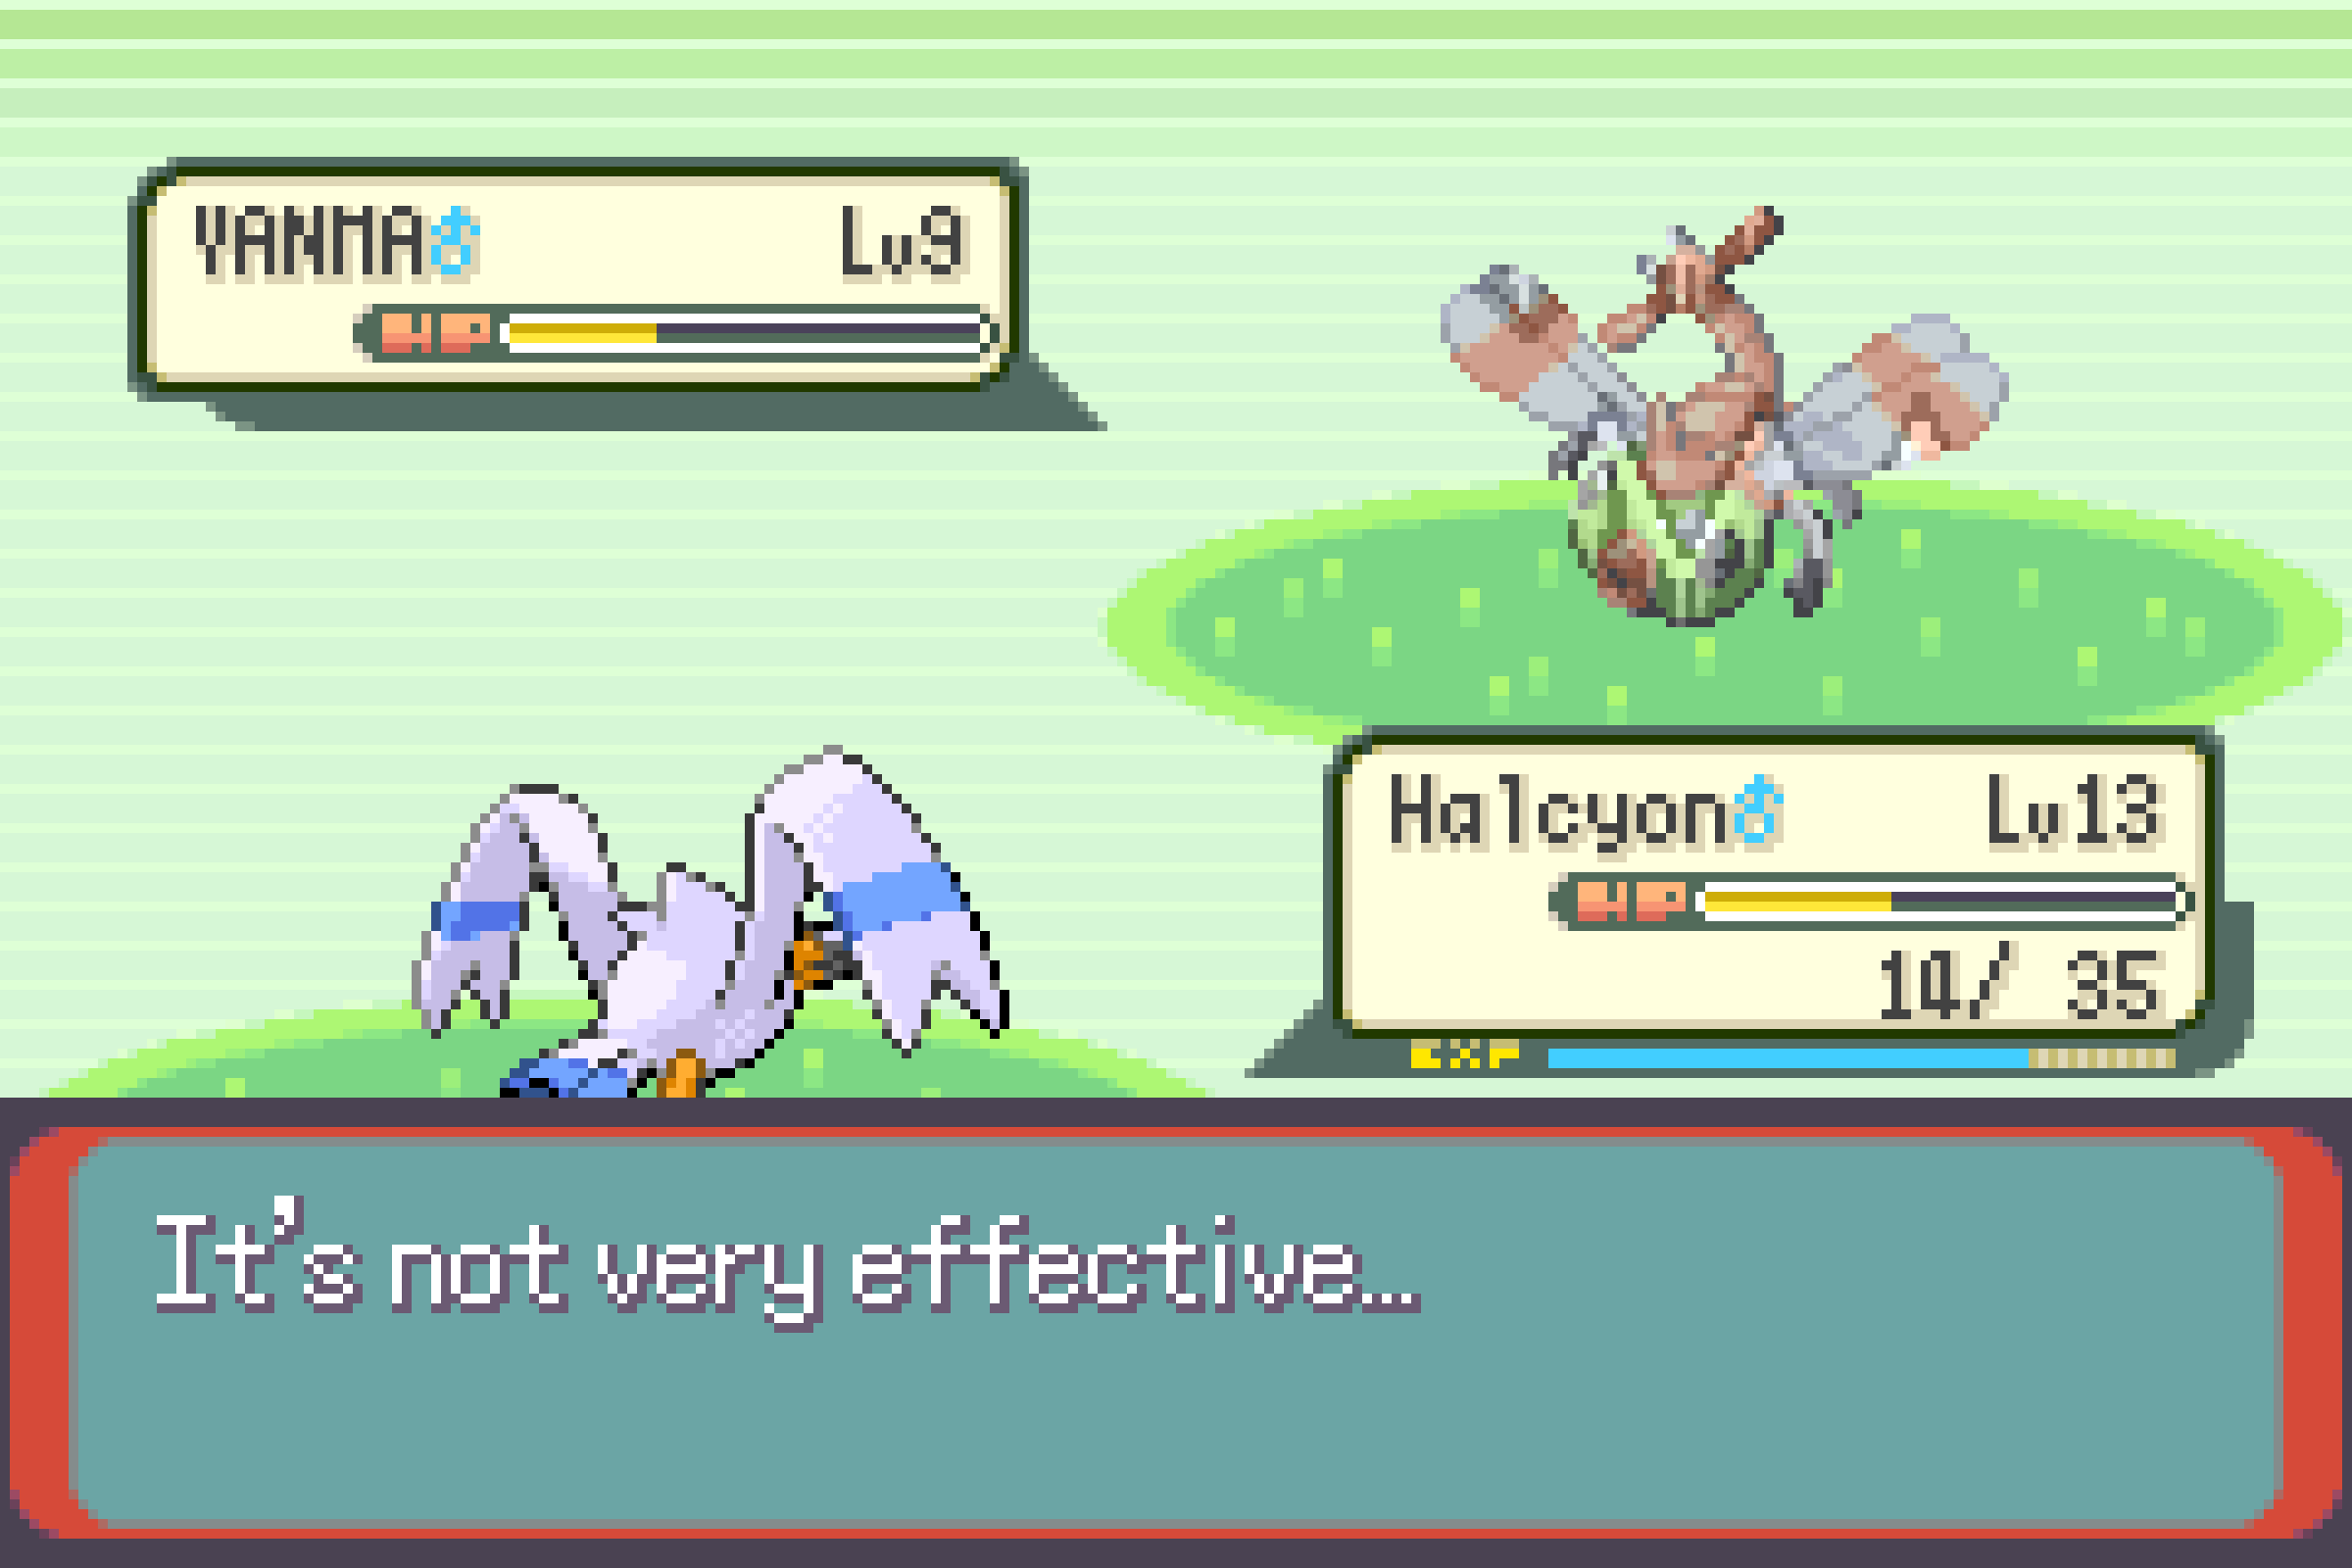 YANMA♂ Lv9
HP
Halcyon♂ Lv13
HP
14/ 35
EXP
It's not very effective…